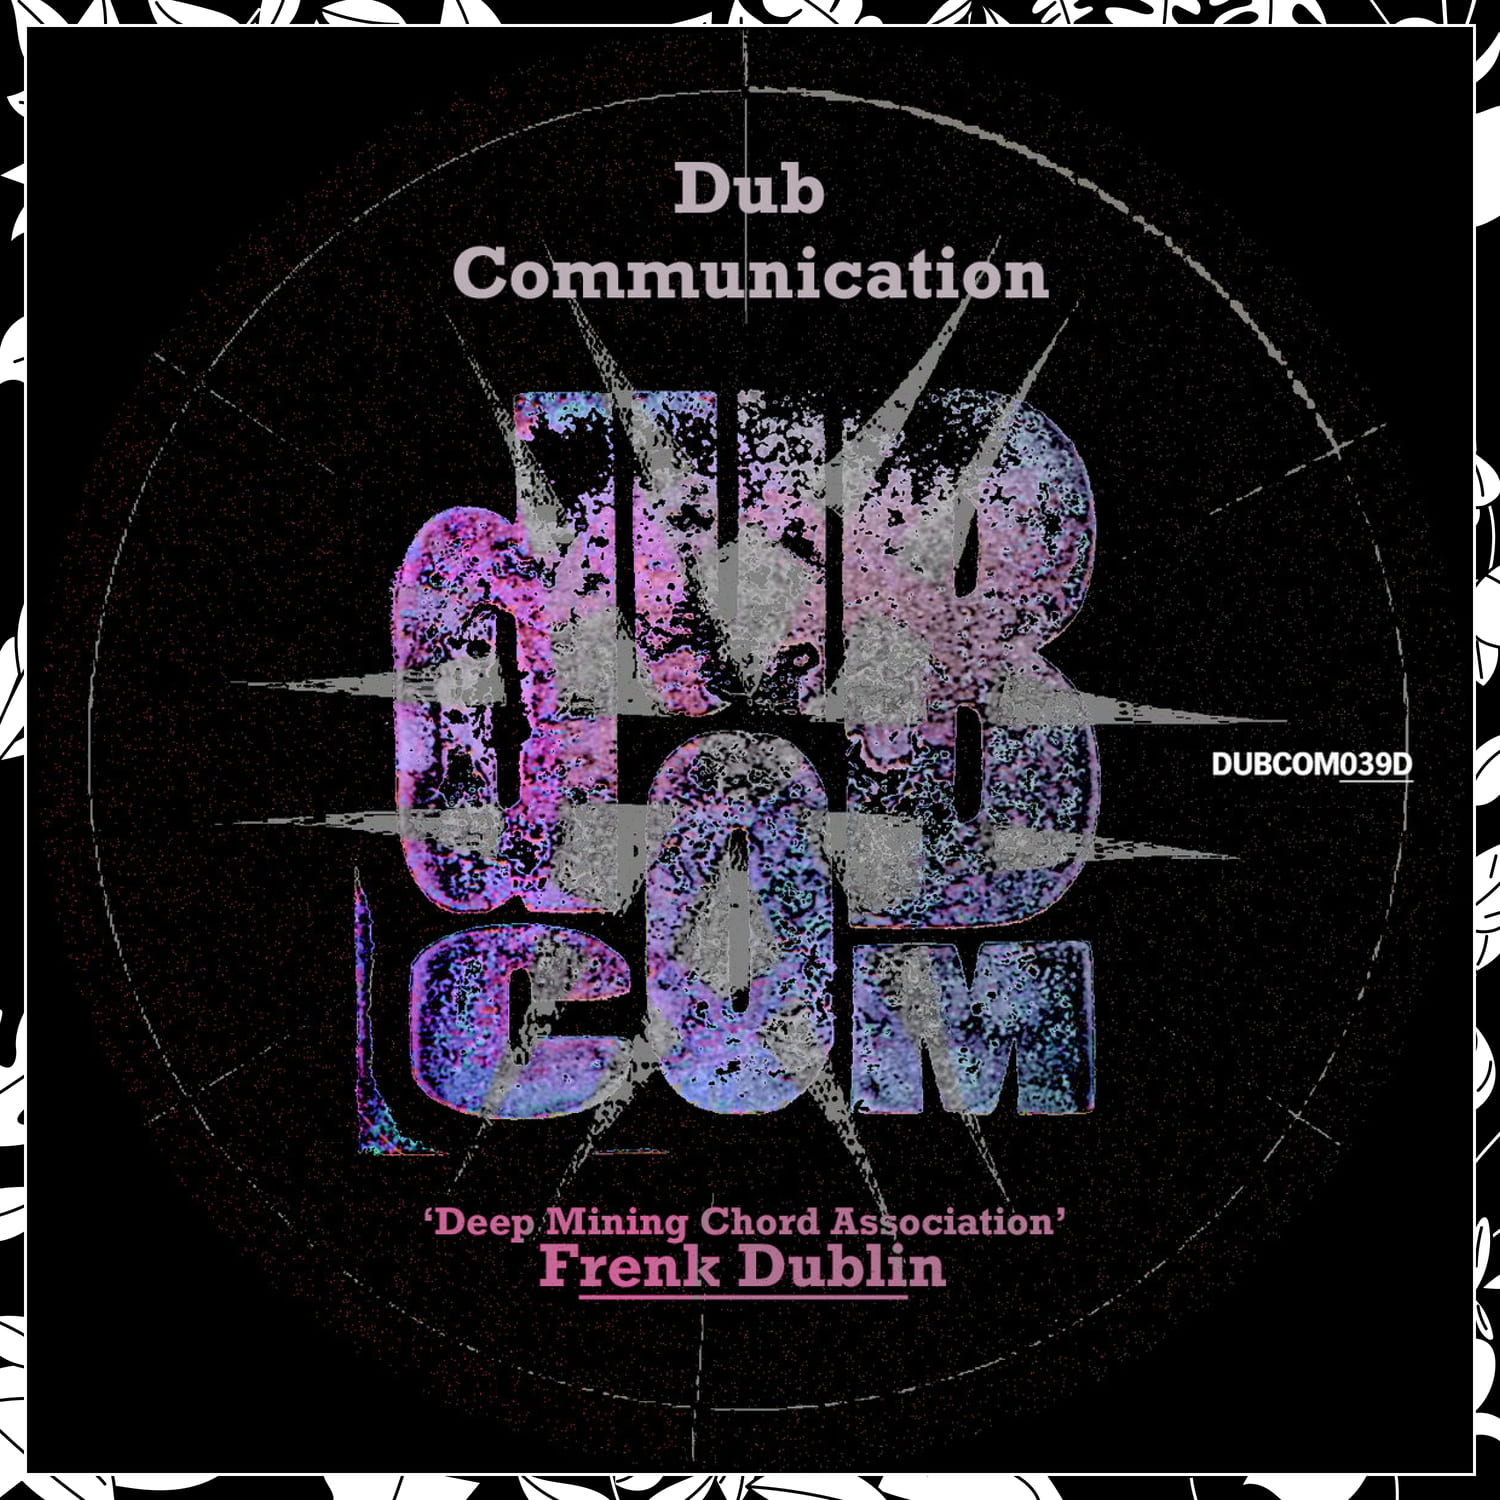 Dub
Communication
DUB
COM
DUBCOM039D
‘Deep Mining Chord Association’
Frenk Dublin